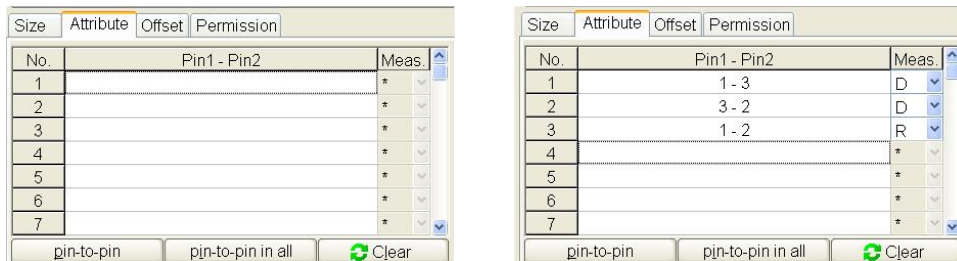 Size Attribute Offset Permission
No. Pin1 - Pin2 Meas.
1 *
2 *
3 *
4 *
5 *
6 *
7 *
pin-to-pin pin-to-pin in all Clear
Size Attribute Offset Permission
No. Pin1 - Pin2 Meas.
1 1 - 3 D
2 3 - 2 D
3 1 - 2 R
4 *
5 *
6 *
7 *
pin-to-pin pin-to-pin in all Clear